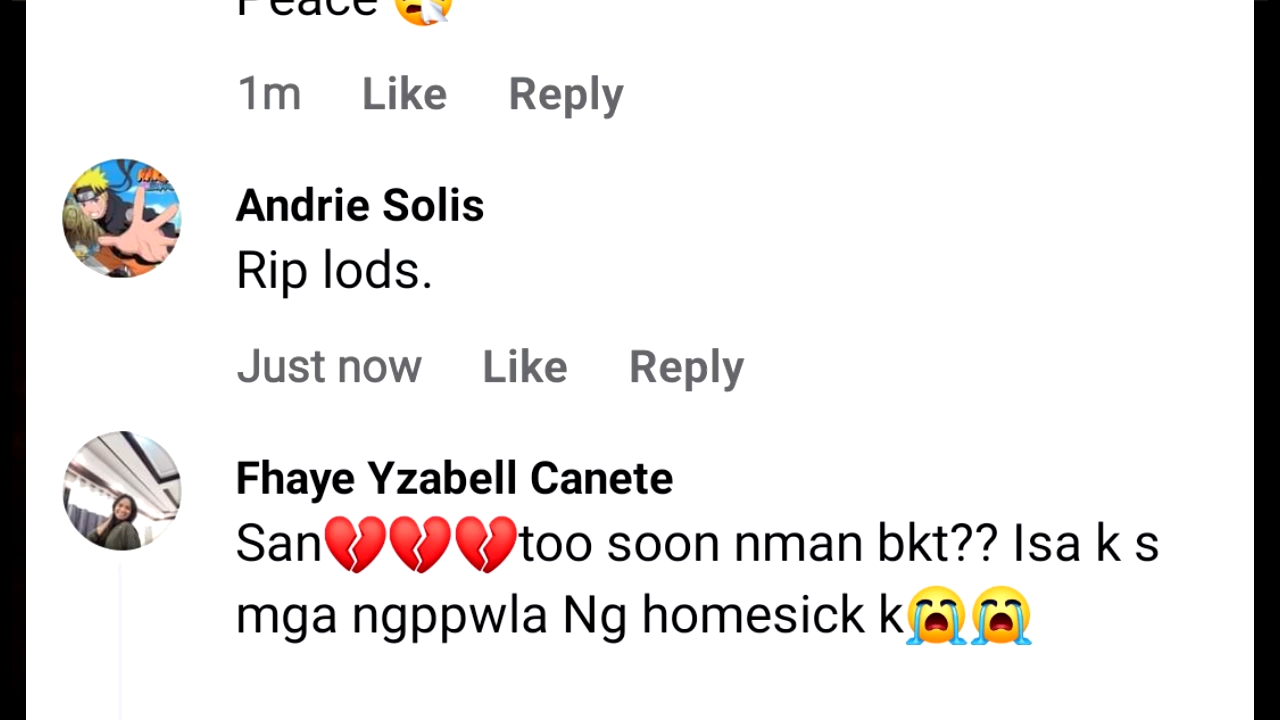 Peace 🤧
1m Like Reply
Andrie Solis
Rip lods.
Just now Like Reply
Fhaye Yzabell Canete
San💔💔💔too soon nman bkt?? Isa k s
mga ngppwla Ng homesick k😭😭